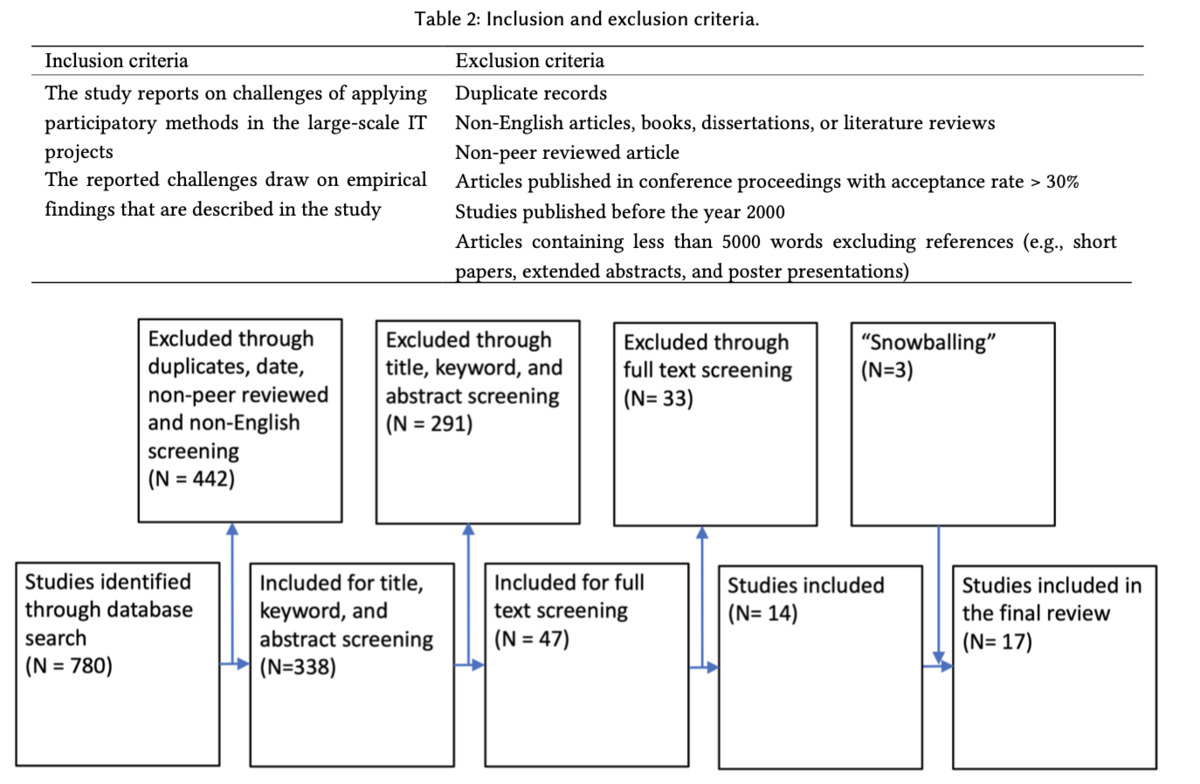 Table 2: Inclusion and exclusion criteria.
Inclusion criteria
Exclusion criteria
The study reports on challenges of applying
participatory methods in the large-scale IT
projects
The reported challenges draw on empirical
findings that are described in the study
Duplicate records
Non-English articles, books, dissertations, or literature reviews
Non-peer reviewed article
Articles published in conference proceedings with acceptance rate > 30%
Studies published before the year 2000
Articles containing less than 5000 words excluding references (e.g., short
papers, extended abstracts, and poster presentations)
Excluded through
duplicates, date,
non-peer reviewed
and non-English
screening
(N = 442)
Excluded through
title, keyword, and
abstract screening
(N = 291)
Excluded through
full text screening
(N= 33)
“Snowballing”
(N=3)
Studies identified
through database
search
(N = 780)
Included for title,
keyword, and
abstract screening
(N=338)
Included for full
text screening
(N = 47)
Studies included
(N= 14)
Studies included in
the final review
(N= 17)